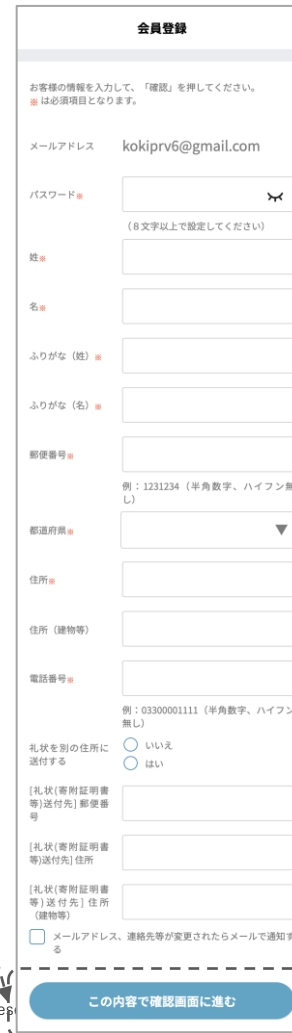 会員登録
お客様の情報を入力して、「確認」を押してください。
※ は必須項目となります。
メールアドレス kokiprv6@gmail.com
パスワード※
（８文字以上で設定してください）
姓※
名※
ふりがな（姓）※
ふりがな（名）※
郵便番号※
例：1231234（半角数字、ハイフン無
し）
都道府県※
▼
住所※
住所（建物等）
電話番号※
例：03300001111（半角数字、ハイフン
無し）
礼状を別の住所に
送付する
いいえ
はい
[礼状(寄附証明書
等)送付先] 郵便番
号
[礼状(寄附証明書
等)送付先] 住所
[礼状(寄附証明書
等)送付先] 住所
（建物等）
メールアドレス、連絡先等が変更されたらメールで通知す
る
この内容で確認画面に進む